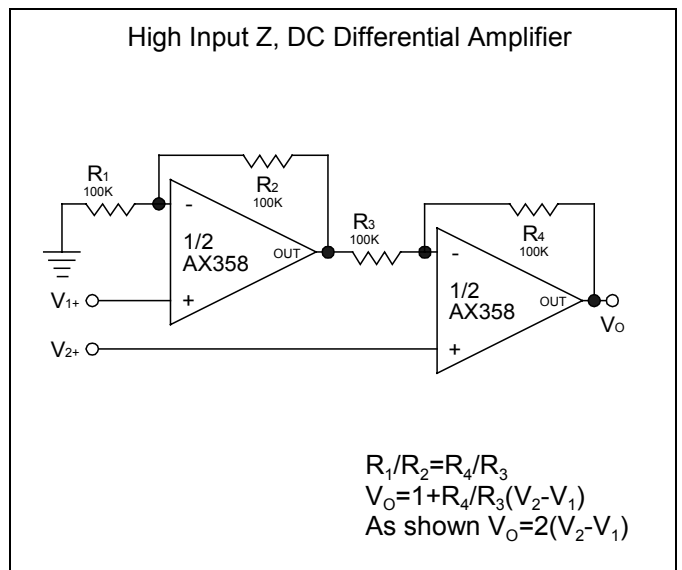 High Input Z, DC Differential Amplifier
R1
100K
R2
100K
-
1/2
AX358
OUT
+
R3
100K
R4
100K
-
1/2
AX358
OUT
+
V1+
V2+
VO
R1/R2=R4/R3
VO=1+R4/R3(V2-V1)
As shown VO=2(V2-V1)